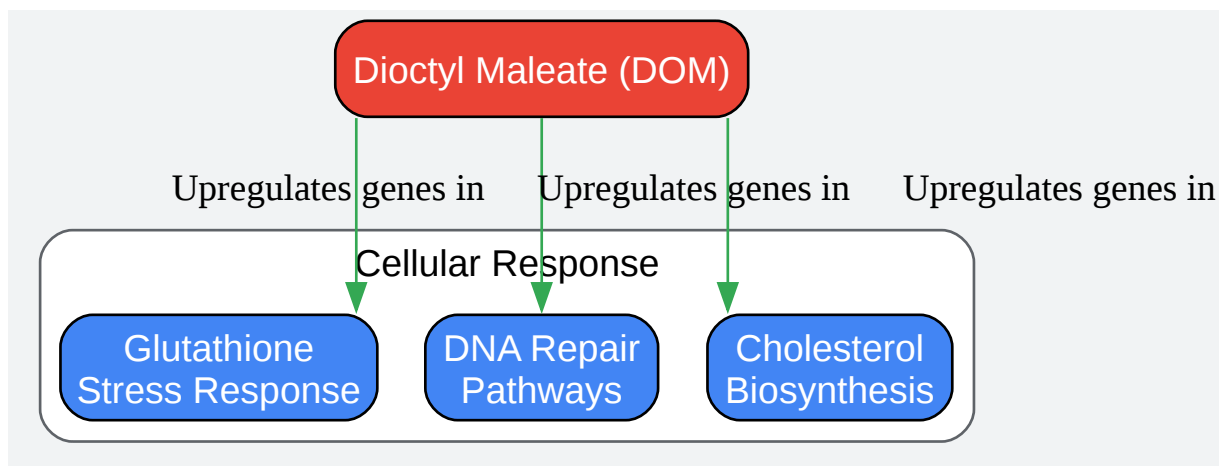 Dioctyl Maleate (DOM)
Upregulates genes in
Upregulates genes in
Upregulates genes in
Cellular Response
Glutathione
Stress Response
DNA Repair
Pathways
Cholesterol
Biosynthesis